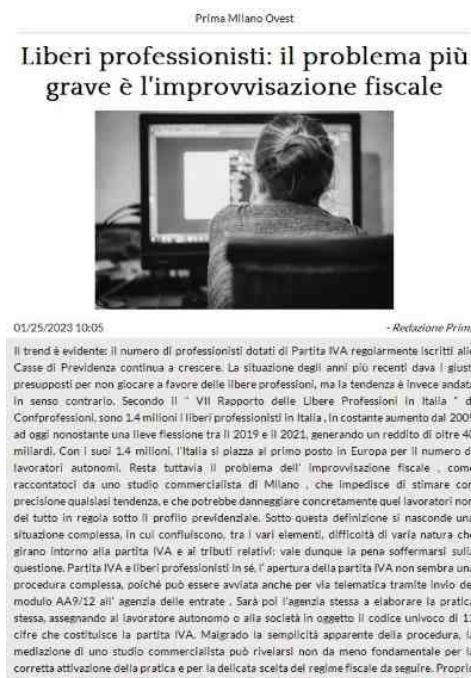 Prima Milano Ovest
Liberi professionisti: il problema più
grave è l'improvvisazione fiscale
01/25/2023 10:05
- Redazione Prima
Il trend è evidente: il numero di professionisti dotati di Partita IVA regolarmente iscritti alle
Casse di Previdenza continua a crescere. La situazione degli anni più recenti dava i giusti
presupposti per non giocare a favore delle libere professioni, ma la tendenza è invece andata
in senso contrario. Secondo il " VII Rapporto delle Libere Professioni in Italia " di
Confprofessioni, sono 1.4 milioni i liberi professionisti in Italia , in costante aumento dal 2009
ad oggi nonostante una lieve flessione tra il 2019 e il 2021, generando un reddito di oltre
miliardi. Con i suoi 1.4 milioni, l'Italia si piazza al primo posto in Europa per il numero di
lavoratori autonomi. Resta tuttavia il problema dell' improvvisazione fiscale , come
raccontatoci da uno studio commercialista di Milano , che impedisce di stimare con
precisione qualsiasi tendenza, e che potrebbe danneggiare concretamente quei lavoratori non
del tutto in regola sotto il profilo previdenziale. Sotto questa definizione si nasconde una
situazione complessa, in cui confluiscono, tra i vari elementi, difficoltà di varia natura che
girano intorno alla partita IVA e ai tributi relativi: vale dunque la pena soffermarsi sulla
questione. Partita IVA e liberi professionisti In sé, l' apertura della partita IVA non sembra una
procedura complessa, poiché può essere avviata anche per via telematica tramite invio del
modulo AA9/12 all' agenzia delle entrate . Sarà poi l'agenzia stessa a elaborare la pratica
stessa, assegnando al lavoratore autonomo o alla società in oggetto il codice univoco di 11
cifre che costituisce la partita IVA. Malgrado la semplicità apparente della procedura, la
mediazione di uno studio commercialista può rivelarsi non da meno fondamentale per la
corretta attivazione della pratica e per la delicata scelta del regime fiscale da seguire. Proprio